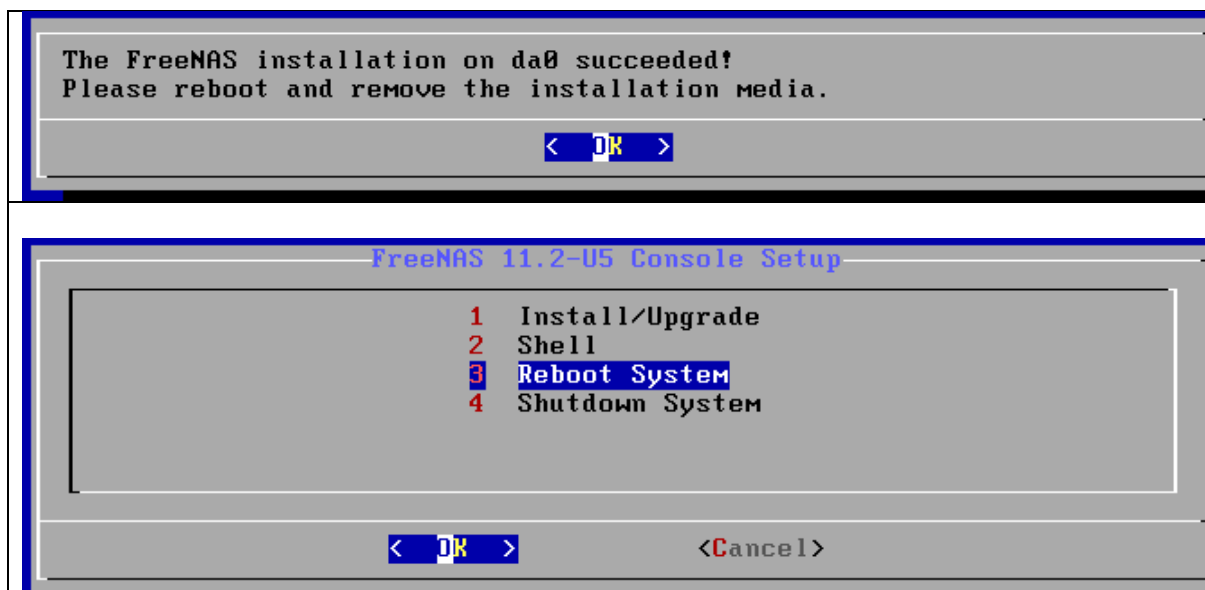 The FreeNAS installation on da0 succeeded!
Please reboot and remove the installation media.
< OK >
FreeNAS 11.2-U5 Console Setup
1 Install/Upgrade
2 Shell
3 Reboot System
4 Shutdown System
< OK > <Cancel>